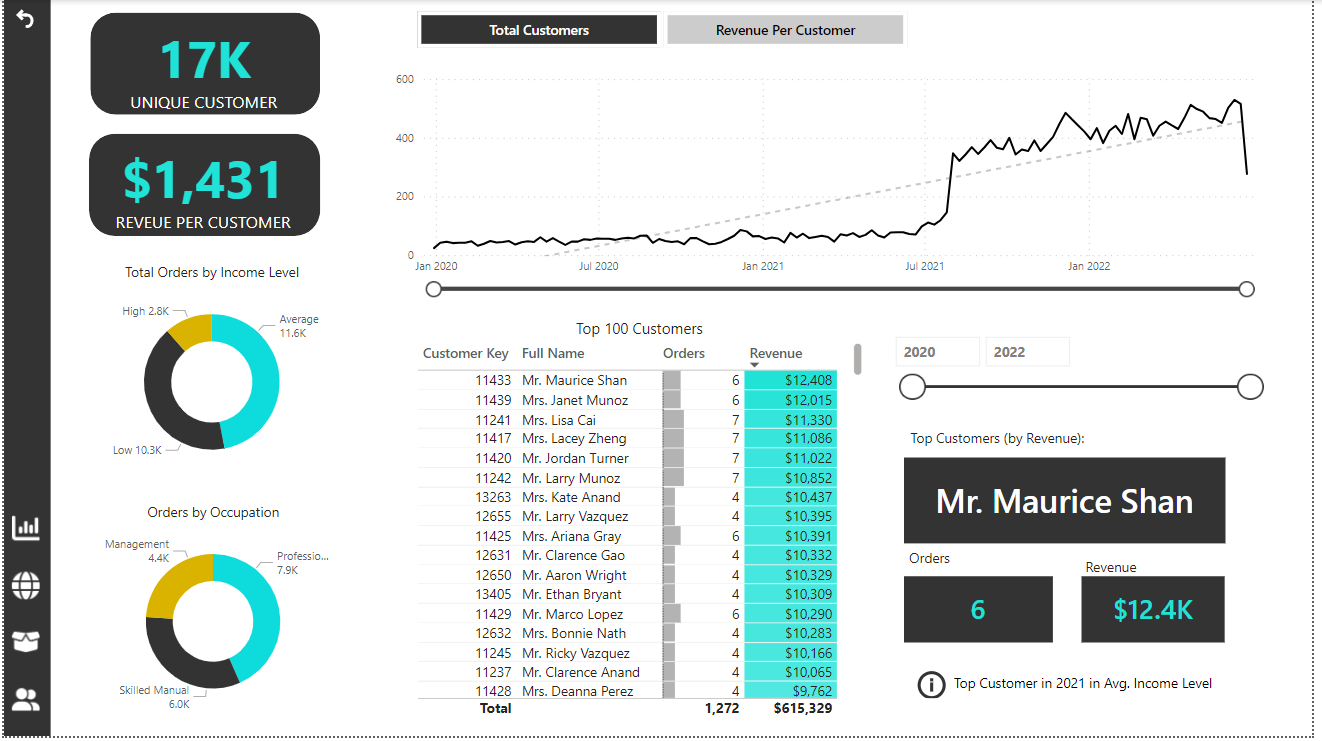 17K
UNIQUE CUSTOMER
$1,431
REVEUE PER CUSTOMER
Total Orders by Income Level
High 2.8K
Average
11.6K
Low 10.3K
Orders by Occupation
Management
4.4K
Professio...
7.9K
Skilled Manual
6.0K
Total Customers
Revenue Per Customer
600
400
200
0
Jan 2020 Jul 2020 Jan 2021 Jul 2021 Jan 2022
Top 100 Customers
Customer Key Full Name Orders Revenue
11433 Mr. Maurice Shan 6 $12,408
11439 Mrs. Janet Munoz 6 $12,015
11241 Mrs. Lisa Cai 7 $11,330
11417 Mrs. Lacey Zheng 7 $11,086
11420 Mr. Jordan Turner 7 $11,022
11242 Mr. Larry Munoz 7 $10,852
13263 Mrs. Kate Anand 4 $10,437
12655 Mr. Larry Vazquez 4 $10,395
11425 Mrs. Ariana Gray 6 $10,391
12631 Mr. Clarence Gao 4 $10,332
12650 Mr. Aaron Wright 4 $10,329
13405 Mr. Ethan Bryant 4 $10,309
11429 Mr. Marco Lopez 6 $10,290
12632 Mrs. Bonnie Nath 4 $10,283
11245 Mr. Ricky Vazquez 4 $10,166
11237 Mr. Clarence Anand 4 $10,065
11428 Mrs. Deanna Perez 4 $9,762
Total 1,272 $615,329
2020 2022
Top Customers (by Revenue):
Mr. Maurice Shan
Orders
6
Revenue
$12.4K
Top Customer in 2021 in Avg. Income Level